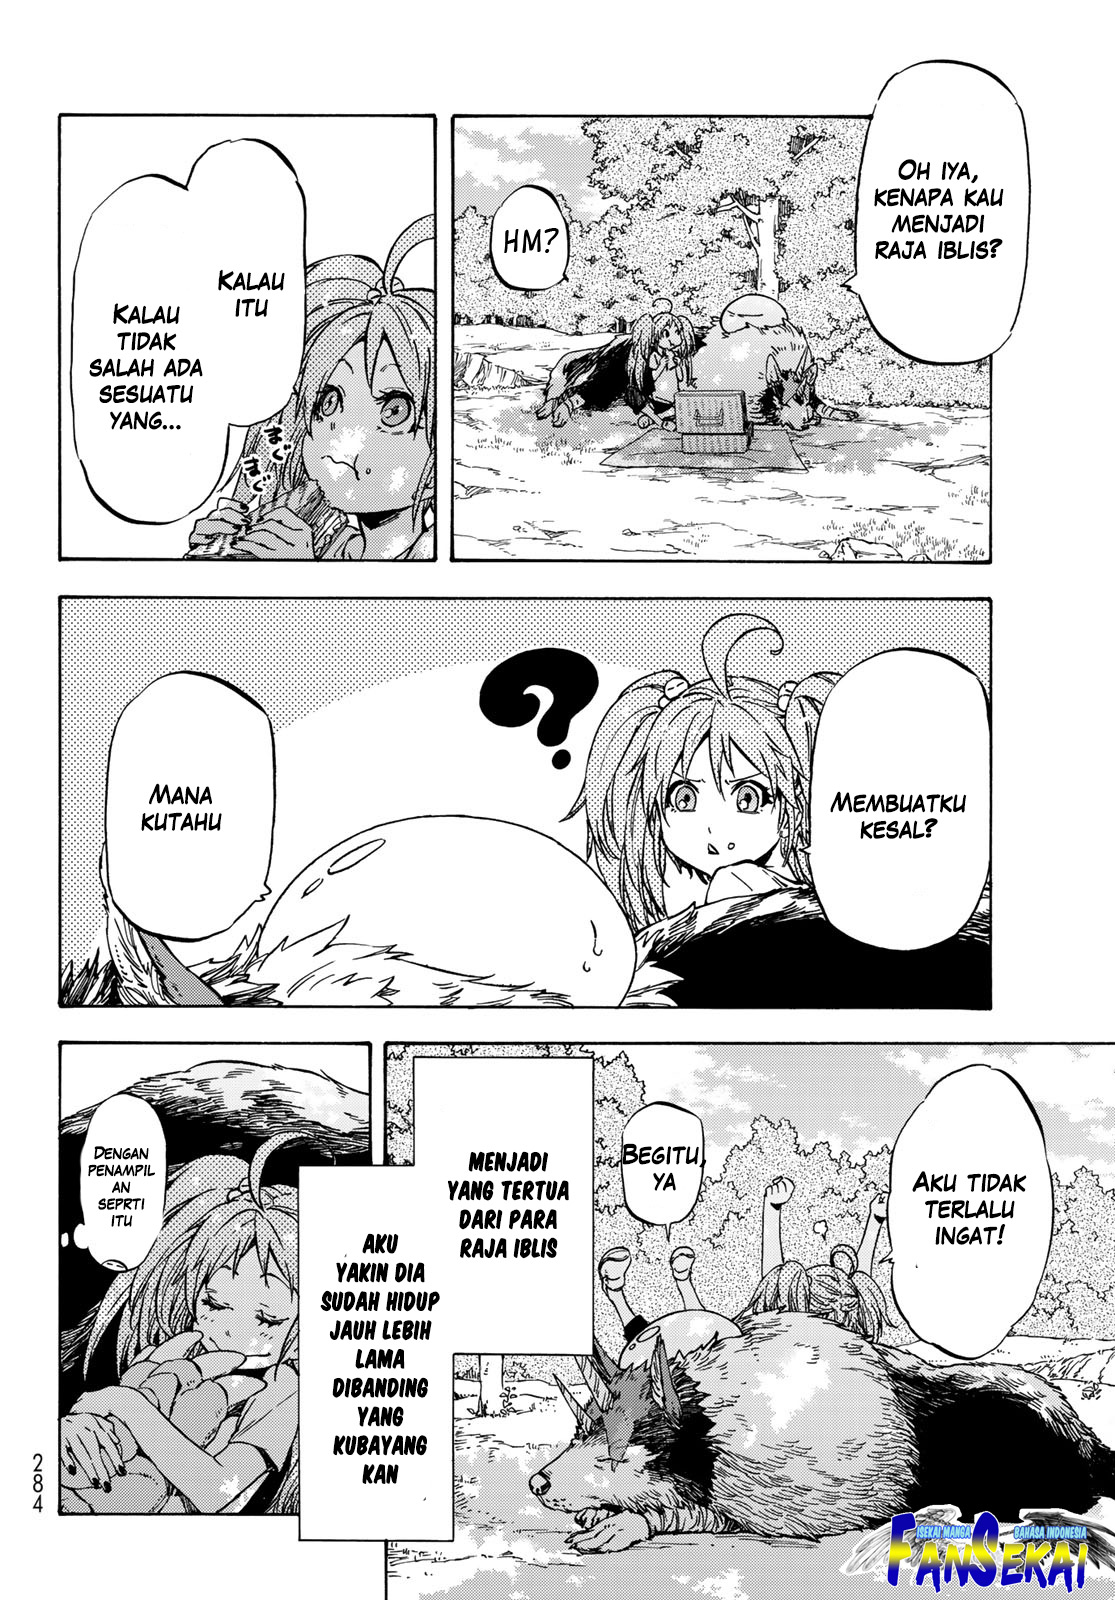 OH IYA,
KENAPA KAU
MENJADI
RAJA IBLIS?
HM?
KALAU
ITU
KALAU
TIDAK
SALAH ADA
SESUATU
YANG...
まぐ
まぐ
MEMBUATKU
KESAL?
?
MANA
KUTAHU
AKU TIDAK
TERLALU
INGAT!
BEGITU,
YA
MENJADI
YANG TERTUA
DARI PARA
RAJA IBLIS
AKU
YAKIN DIA
SUDAH HIDUP
JAUH LEBIH
LAMA
DIBANDING
YANG
KUBAYANG
KAN
DENGAN
PENAMPIL
AN
SEPRTI
ITU
284
ISEKAI MANGA
BAHASA INDONESIA
FANSEKAI